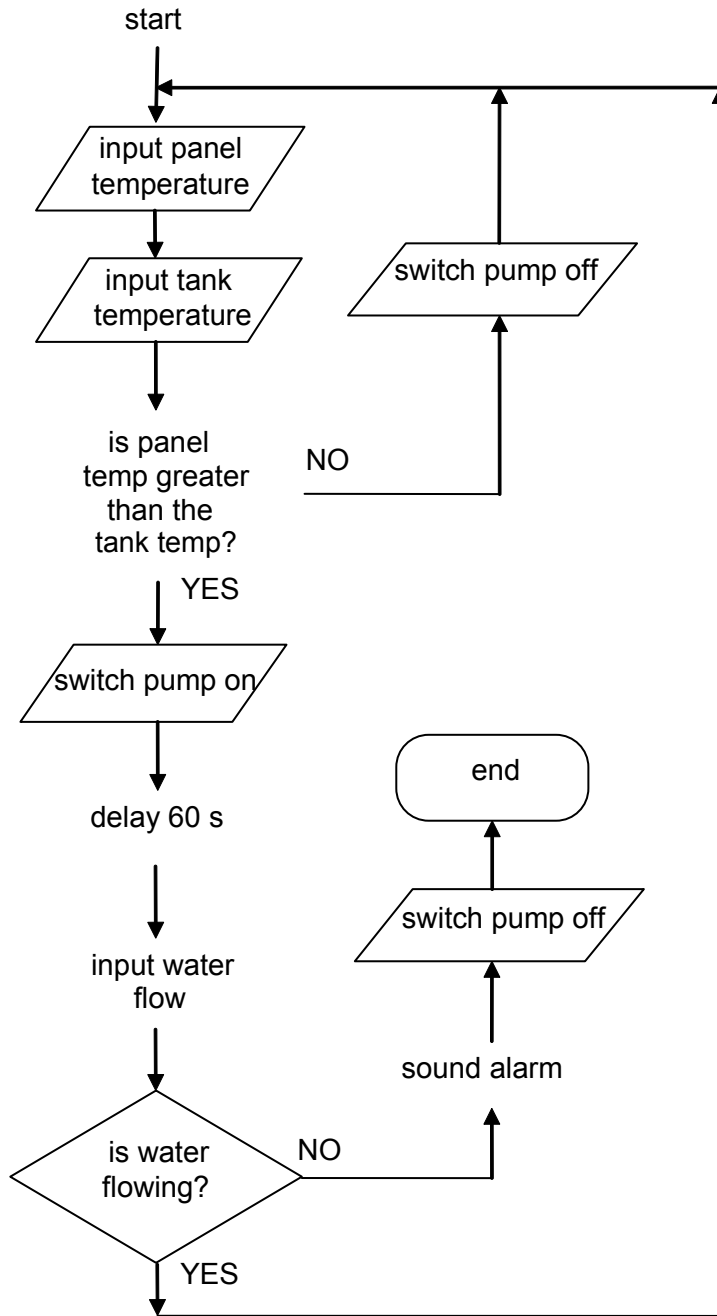 start
input panel
temperature
input tank
temperature
switch pump off
is panel
temp greater
than the
tank temp?
NO
YES
switch pump on
delay 60 s
input water
flow
is water
flowing?
NO
YES
sound alarm
switch pump off
end